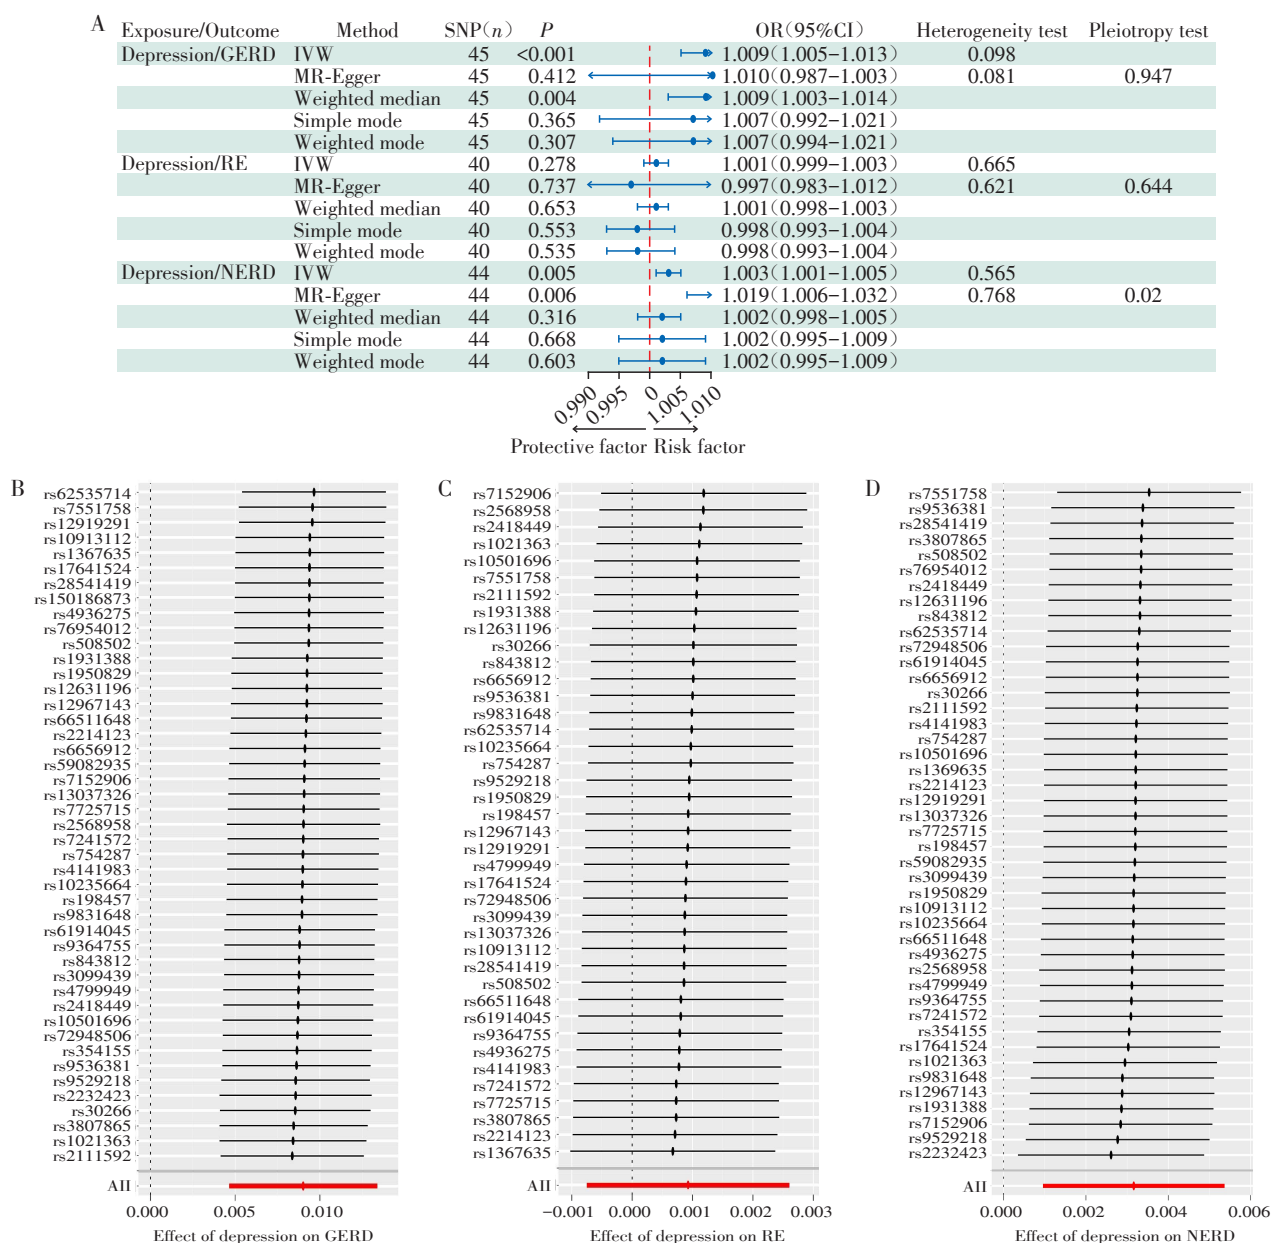 A
Exposure/Outcome Method SNP(n) P OR(95%CI) Heterogeneity test Pleiotropy test
Depression/GERD IVW 45 <0.001 1.009(1.005−1.013) 0.098
MR-Egger 45 0.412 1.010(0.987−1.003) 0.081 0.947
Weighted median 45 0.004 1.009(1.003−1.014)
Simple mode 45 0.365 1.007(0.992−1.021)
Weighted mode 45 0.307 1.007(0.994−1.021)
Depression/RE IVW 40 0.278 1.001(0.999−1.003) 0.665
MR-Egger 40 0.737 0.997(0.983−1.012) 0.621 0.644
Weighted median 40 0.653 1.001(0.998−1.003)
Simple mode 40 0.553 0.998(0.993−1.004)
Weighted mode 40 0.535 0.998(0.993−1.004)
Depression/NERD IVW 44 0.005 1.003(1.001−1.005) 0.565
MR-Egger 44 0.006 1.019(1.006−1.032) 0.768 0.02
Weighted median 44 0.316 1.002(0.998−1.005)
Simple mode 44 0.668 1.002(0.995−1.009)
Weighted mode 44 0.603 1.002(0.995−1.009)
0.990 0.995 0 1.005 1.010
Protective factor Risk factor
B
rs62535714
rs7551758
rs12919291
rs10913112
rs1367635
rs17641524
rs28541419
rs150186873
rs4936275
rs76954012
rs508502
rs1931388
rs1950829
rs12631196
rs12967143
rs66511648
rs2214123
rs6656912
rs59082935
rs7152906
rs13037326
rs7725715
rs2568958
rs7241572
rs754287
rs4141983
rs10235664
rs198457
rs9831648
rs61914045
rs9364755
rs843812
rs3099439
rs4799949
rs2418449
rs10501696
rs72948506
rs354155
rs9536381
rs9529218
rs2232423
rs30266
rs3807865
rs1021363
rs2111592
All
0.000 0.005 0.010
Effect of depression on GERD
C
rs7152906
rs2568958
rs2418449
rs1021363
rs10501696
rs7551758
rs2111592
rs1931388
rs12631196
rs30266
rs843812
rs6656912
rs9536381
rs9831648
rs62535714
rs10235664
rs754287
rs9529218
rs1950829
rs198457
rs12967143
rs12919291
rs4799949
rs17641524
rs72948506
rs3099439
rs13037326
rs10913112
rs28541419
rs508502
rs66511648
rs61914045
rs9364755
rs4936275
rs4141983
rs7241572
rs7725715
rs3807865
rs2214123
rs1367635
All
−0.001 0.000 0.001 0.002 0.003
Effect of depression on RE
D
rs7551758
rs9536381
rs28541419
rs3807865
rs508502
rs76954012
rs2418449
rs12631196
rs843812
rs62535714
rs72948506
rs61914045
rs6656912
rs30266
rs2111592
rs4141983
rs754287
rs10501696
rs1369635
rs2214123
rs12919291
rs13037326
rs7725715
rs198457
rs59082935
rs3099439
rs1950829
rs10913112
rs10235664
rs66511648
rs4936275
rs2568958
rs4799949
rs9364755
rs7241572
rs354155
rs17641524
rs1021363
rs9831648
rs12967143
rs1931388
rs7152906
rs9529218
rs2232423
All
0.000 0.002 0.004 0.006
Effect of depression on NERD